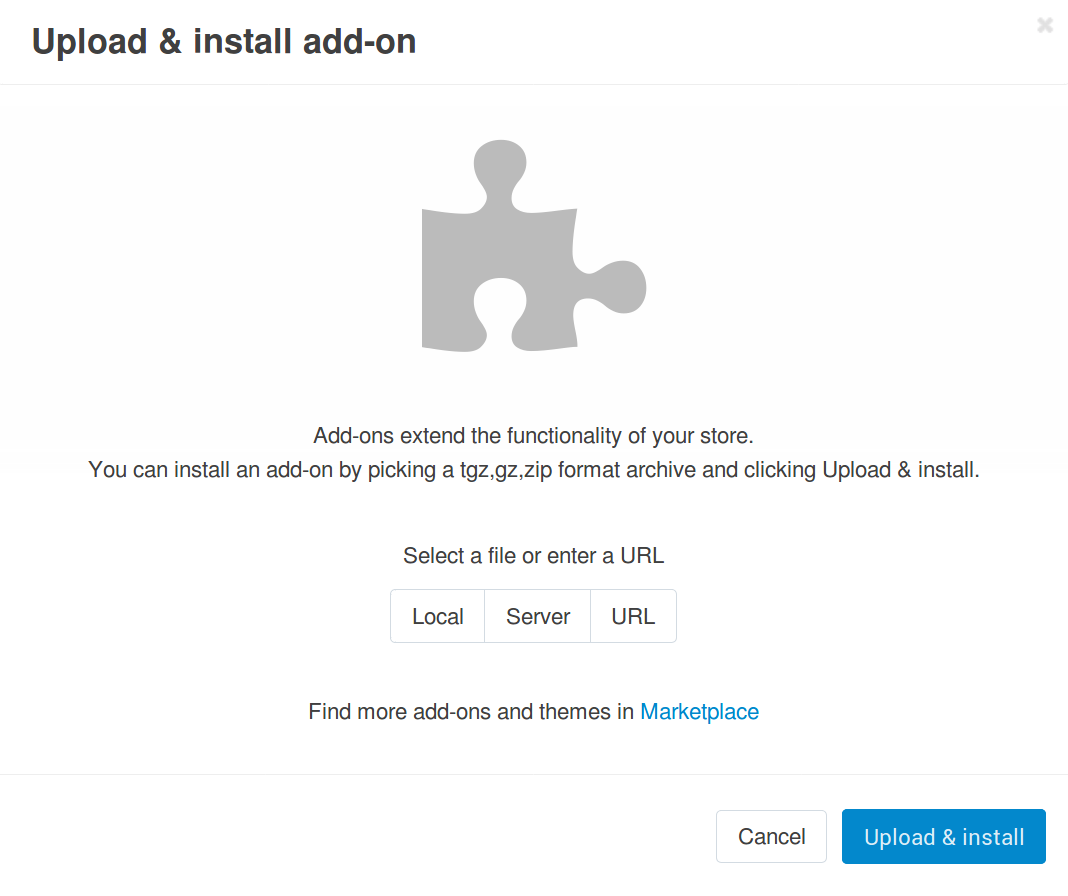 Upload & install add-on
Add-ons extend the functionality of your store.
You can install an add-on by picking a tgz,gz,zip format archive and clicking Upload & install.
Select a file or enter a URL
Local Server URL
Find more add-ons and themes in Marketplace
Cancel Upload & install